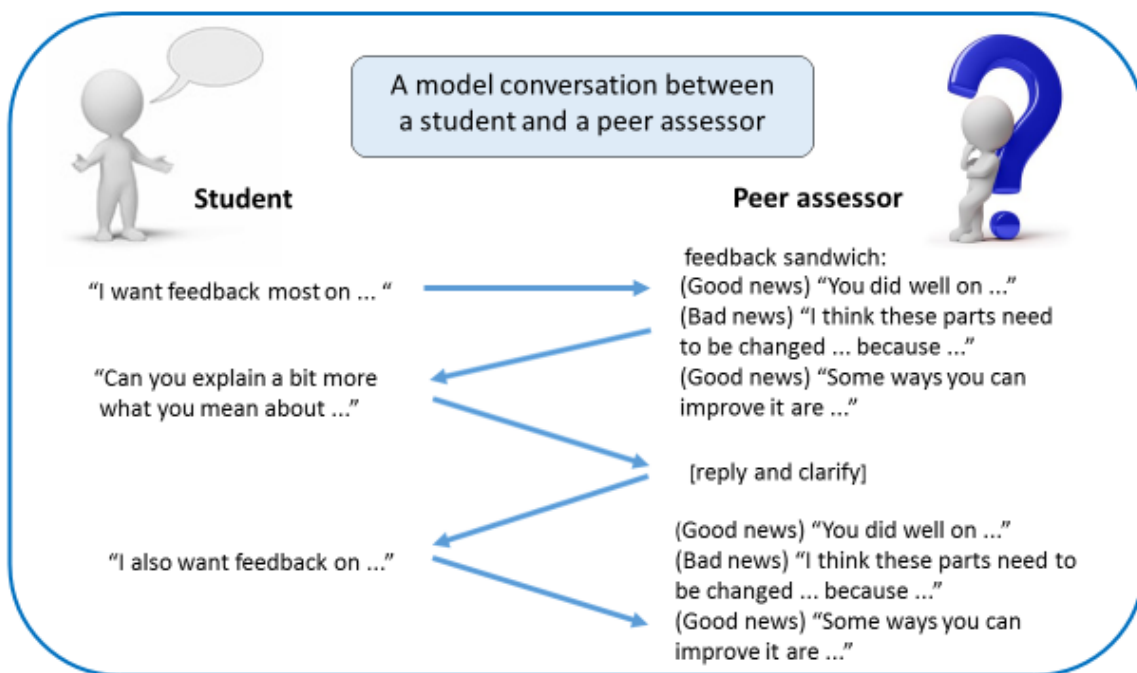 A model conversation between
a student and a peer assessor
Student
Peer assessor
“I want feedback most on ... “
feedback sandwich:
(Good news) “You did well on ...”
(Bad news) “I think these parts need
to be changed ... because ...”
(Good news) “Some ways you can
improve it are ...”
“Can you explain a bit more
what you mean about ...”
[reply and clarify]
“I also want feedback on ...”
(Good news) “You did well on ...”
(Bad news) “I think these parts need to
be changed ... because ...”
(Good news) “Some ways you can
improve it are ...”